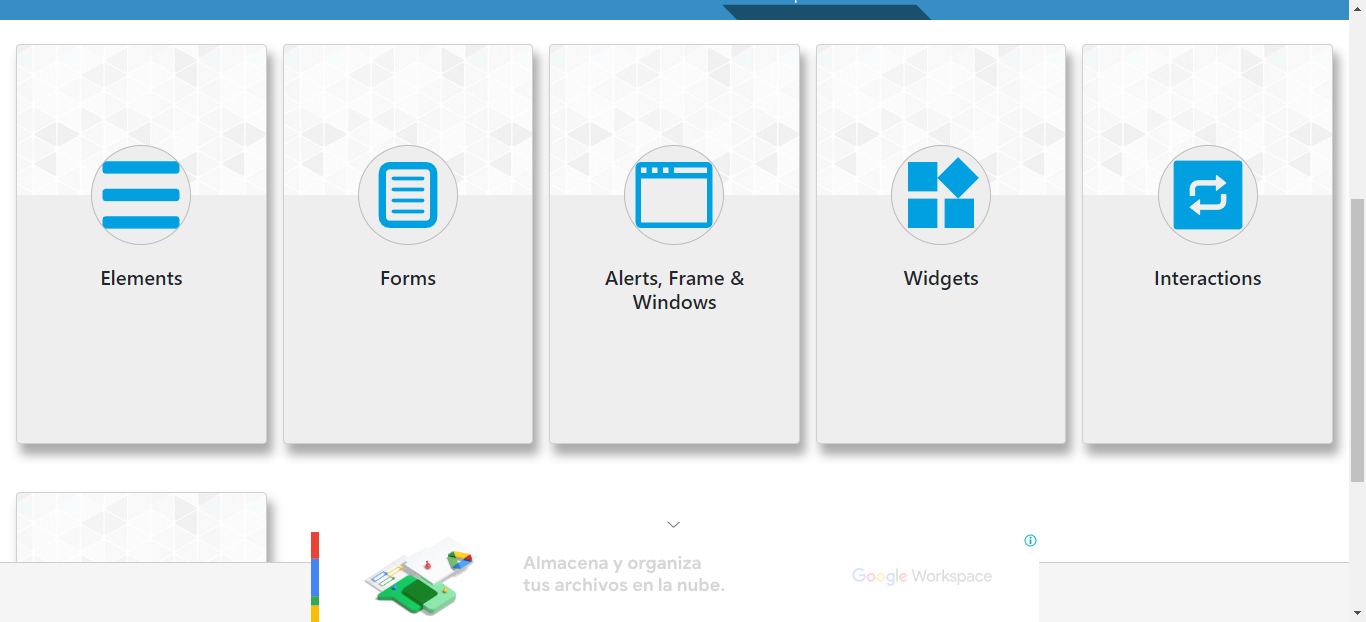 Elements
Forms
Alerts, Frame &
Windows
Widgets
Interactions
Almacena y organiza
tus archivos en la nube.
Google Workspace